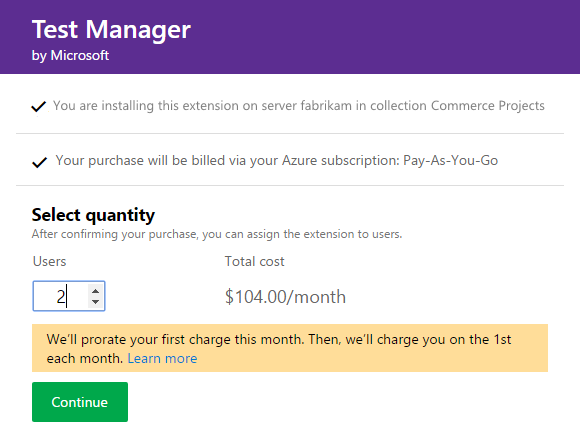 Test Manager
by Microsoft
You are installing this extension on server fabrikam in collection Commerce Projects
Your purchase will be billed via your Azure subscription: Pay-As-You-Go
Select quantity
After confirming your purchase, you can assign the extension to users.
Users Total cost
2 $104.00/month
We'll prorate your first charge this month. Then, we'll charge you on the 1st
each month. Learn more
Continue